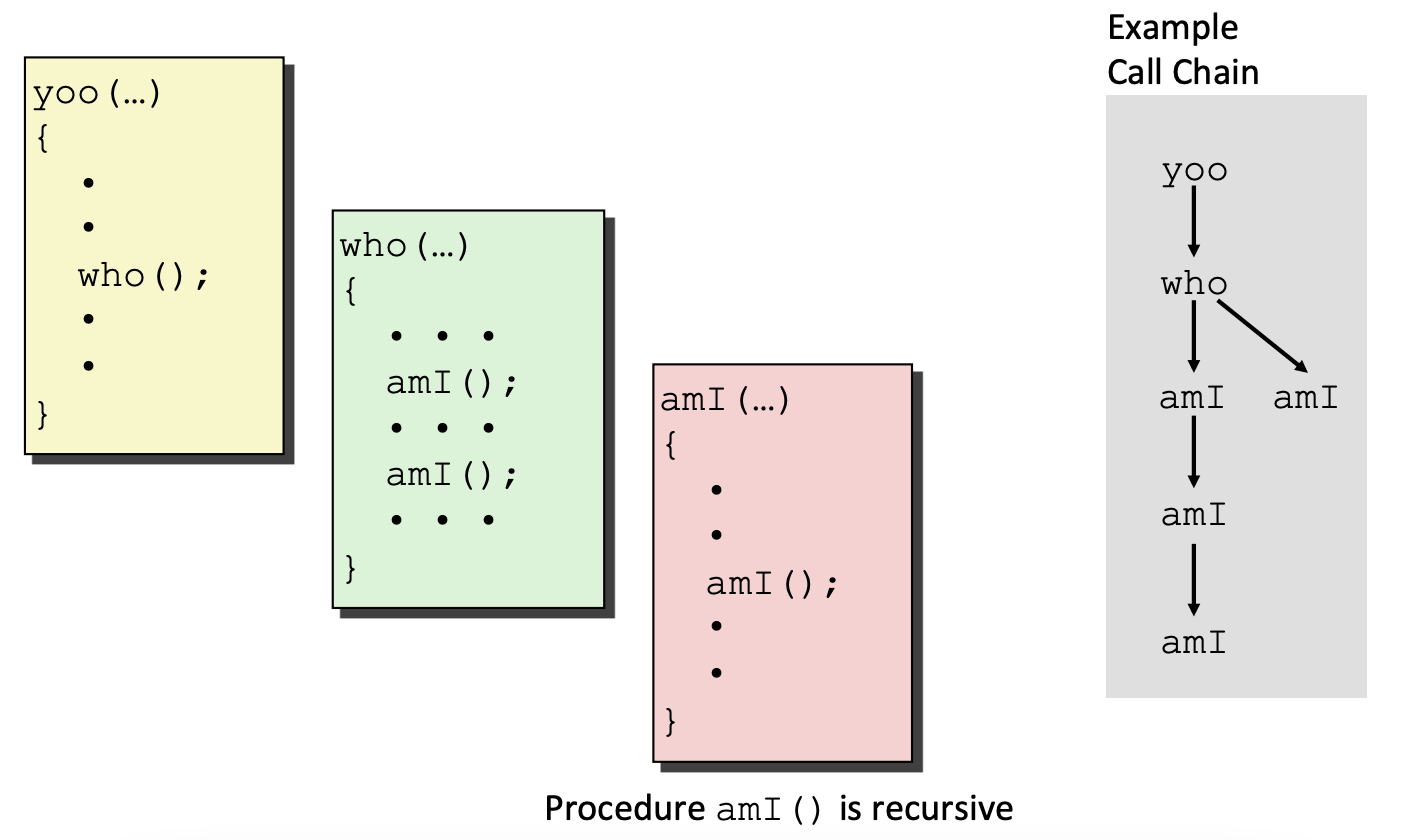 yoo(…)
{
•
•
who();
•
•
}
who(…)
{
• • •
amI();
• • •
amI();
• • •
}
amI(…)
{
•
•
amI();
•
•
}
Procedure amI() is recursive
Example
Call Chain
yoo
who
amI amI
amI
amI